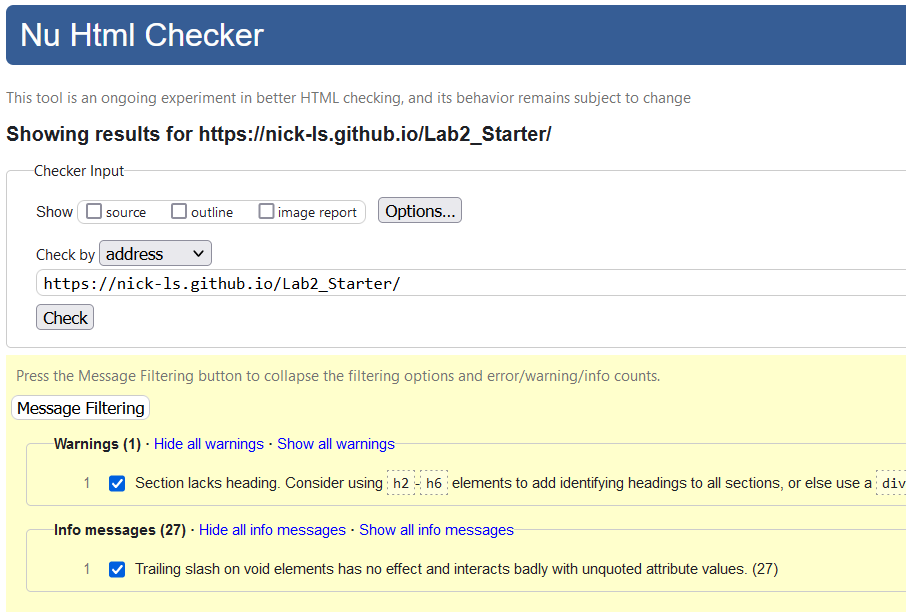 Nu Html Checker
This tool is an ongoing experiment in better HTML checking, and its behavior remains subject to change
Showing results for https://nick-ls.github.io/Lab2_Starter/
Checker Input
Show source outline image report Options...
Check by address
https://nick-ls.github.io/Lab2_Starter/
Check
Press the Message Filtering button to collapse the filtering options and error/warning/info counts.
Message Filtering
Warnings (1) · Hide all warnings · Show all warnings
1 Section lacks heading. Consider using h2-h6 elements to add identifying headings to all sections, or else use a div
Info messages (27) · Hide all info messages · Show all info messages
1 Trailing slash on void elements has no effect and interacts badly with unquoted attribute values. (27)